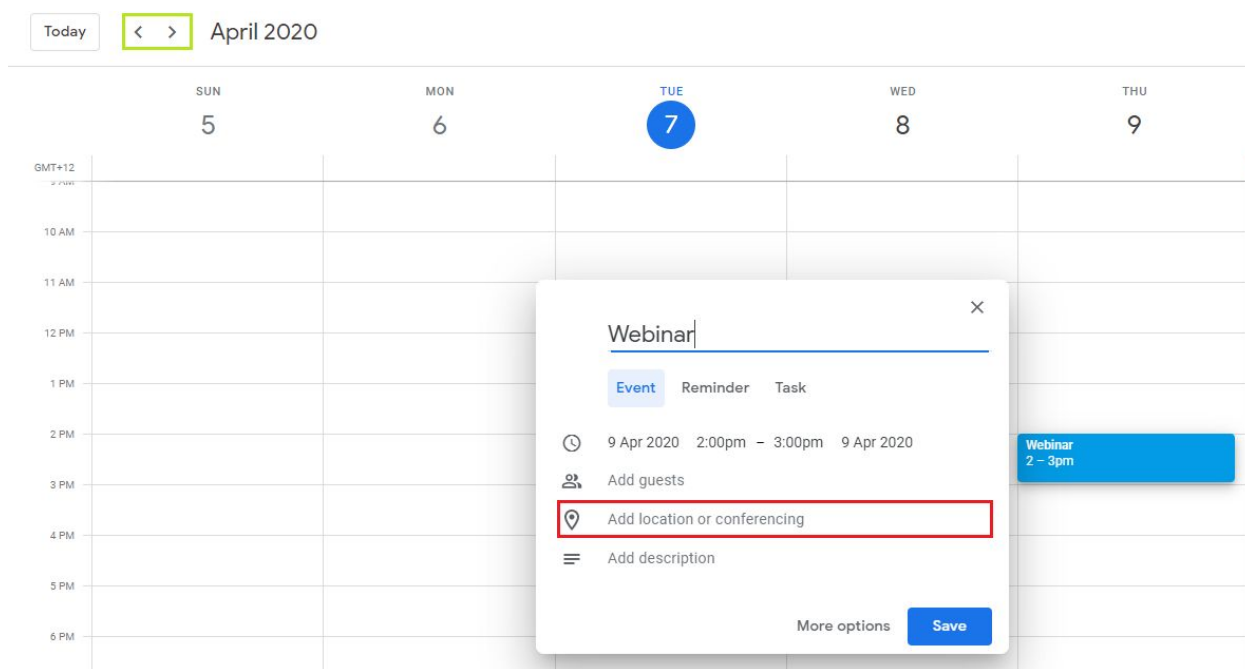 Today
April 2020
SUN MON TUE WED THU
5 6 7 8 9
GMT+12
9 AM
10 AM
11 AM
12 PM
Webinar
1 PM
Event Reminder Task
2 PM
9 Apr 2020 2:00pm – 3:00pm 9 Apr 2020
Webinar
2 – 3pm
Add guests
3 PM
Add location or conferencing
4 PM
Add description
5 PM
More options Save
6 PM